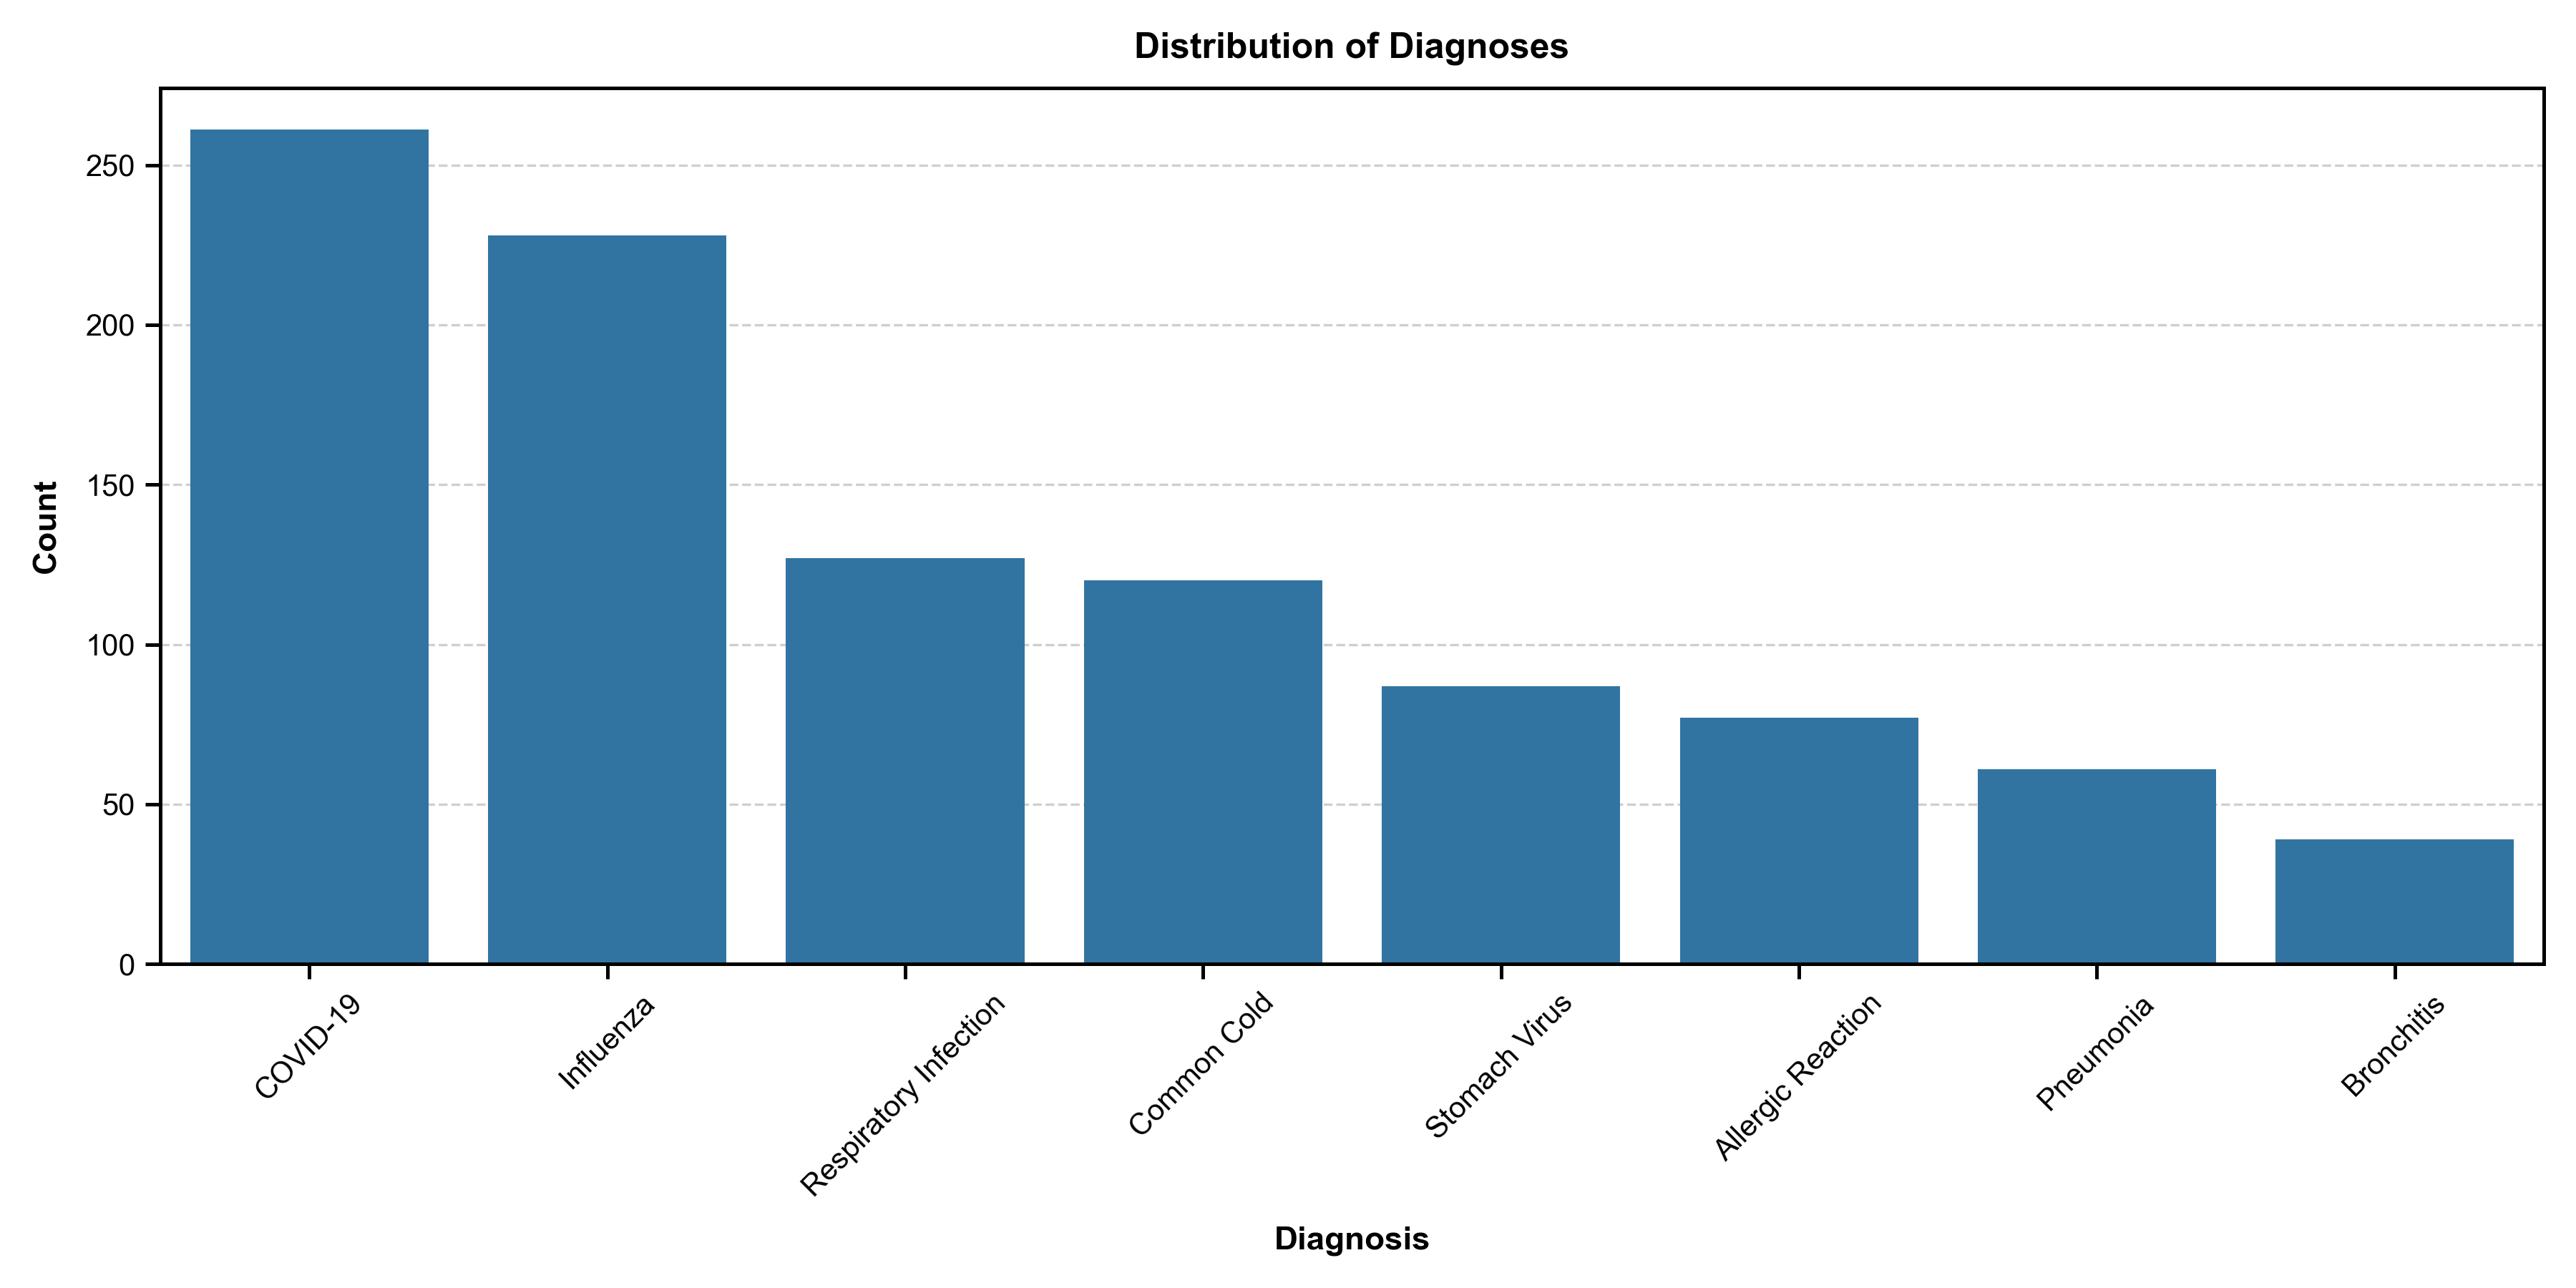 Distribution of Diagnoses
Count
250
200
150
100
50
0
COVID-19
Influenza
Respiratory Infection
Common Cold
Stomach Virus
Allergic Reaction
Pneumonia
Bronchitis
Diagnosis